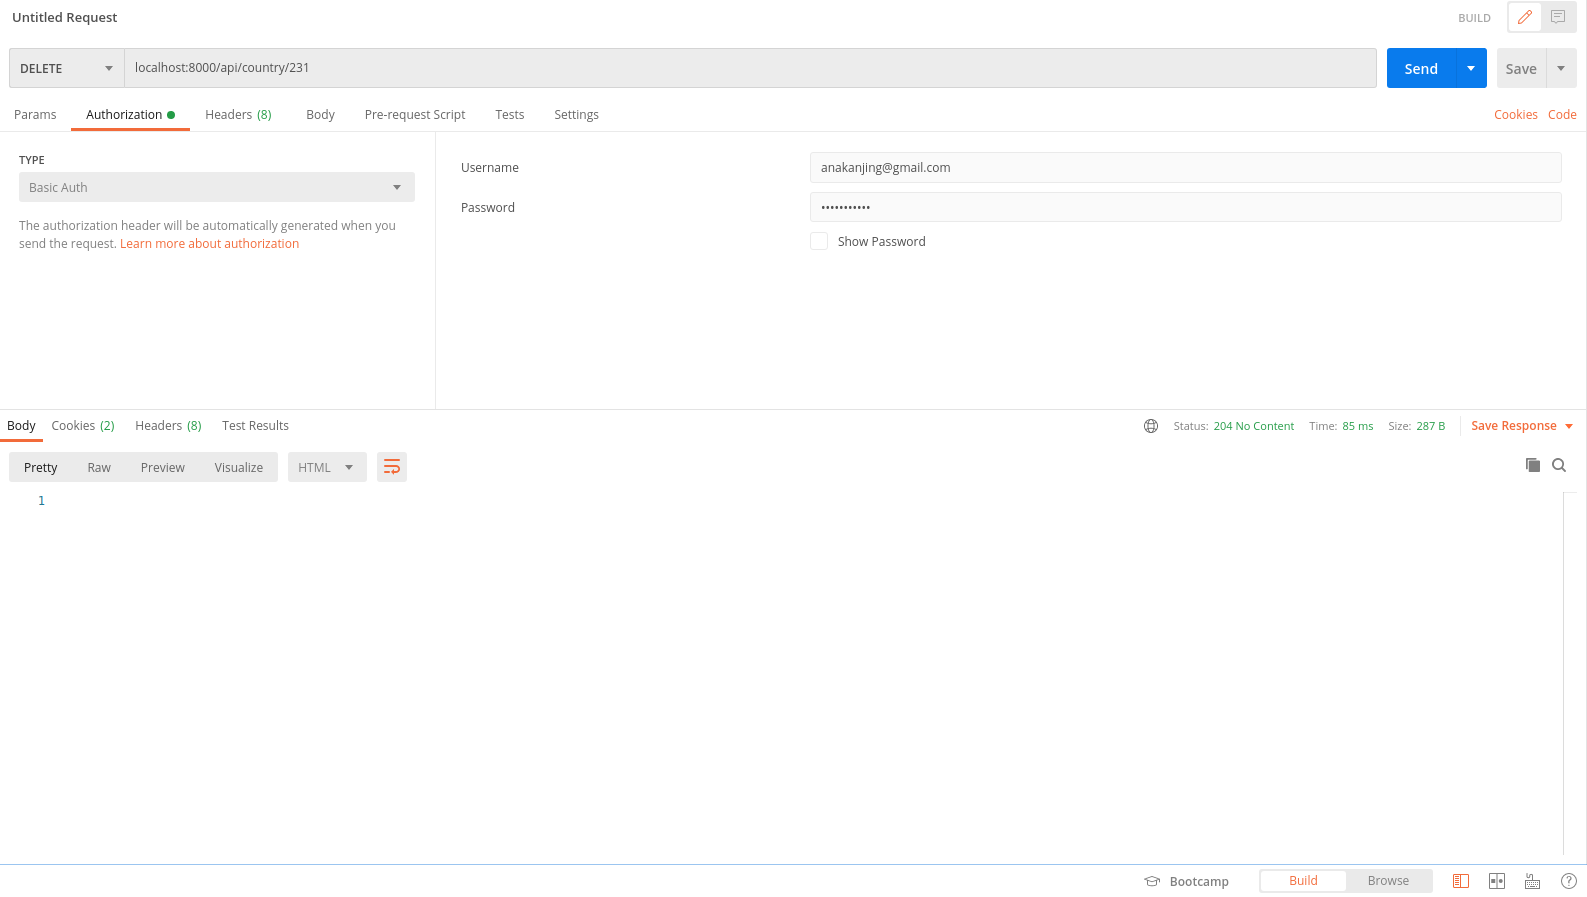 Untitled Request
BUILD
DELETE
localhost:8000/api/country/231
Send
Save
Params
Authorization
Headers (8)
Body
Pre-request Script
Tests
Settings
Cookies
Code
TYPE
Basic Auth
The authorization header will be automatically generated when you
send the request. Learn more about authorization
Username
anakanjing@gmail.com
Password
•••••••••••
Show Password
Body
Cookies (2)
Headers (8)
Test Results
Status: 204 No Content
Time: 85 ms
Size: 287 B
Save Response
Pretty
Raw
Preview
Visualize
HTML
1
Bootcamp
Build
Browse